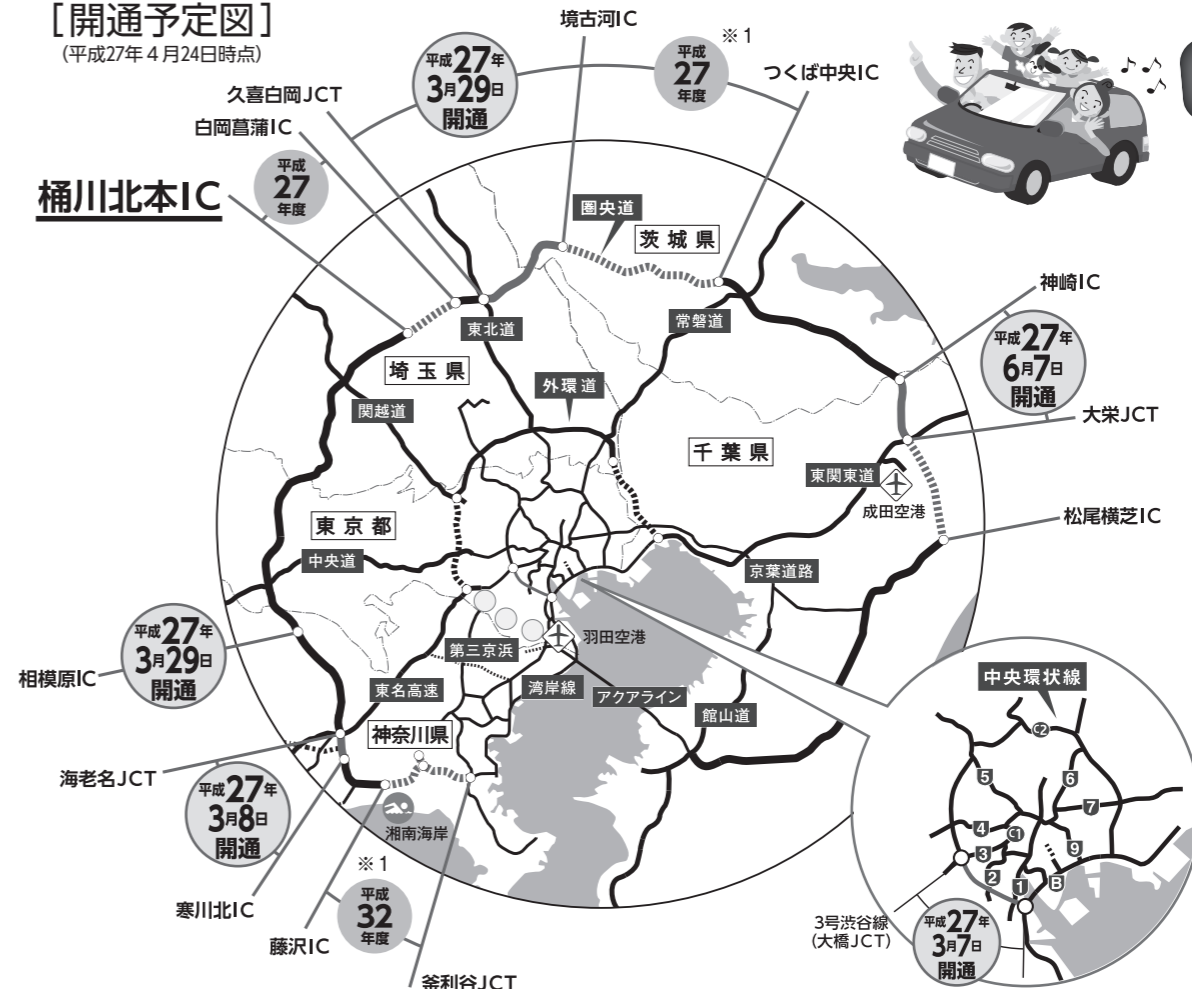 [開通予定図]
（平成27年4月24日時点）
境古河IC
※1
平成
27
年度
つくば中央IC
平成27年
3月29日
開通
久喜白岡JCT
白岡菖蒲IC
平成
27
年度
桶川北本IC
圏央道
茨城県
神崎IC
平成27年
6月7日
開通
大栄JCT
松尾横芝IC
東北道
常磐道
埼玉県
外環道
関越道
千葉県
東関東道
成田空港
東京都
中央道
京葉道路
平成27年
3月29日
開通
相模原IC
第三京浜
羽田空港
東名高速
湾岸線
アクアライン
館山道
神奈川県
海老名JCT
平成27年
3月8日
開通
湘南海岸
寒川北IC
※1
平成
32
年度
藤沢IC
釜利谷JCT
中央環状線
C2
5
6
7
4
C1
3
9
2
1
B
3号渋谷線
（大橋JCT）
平成27年
3月7日
開通